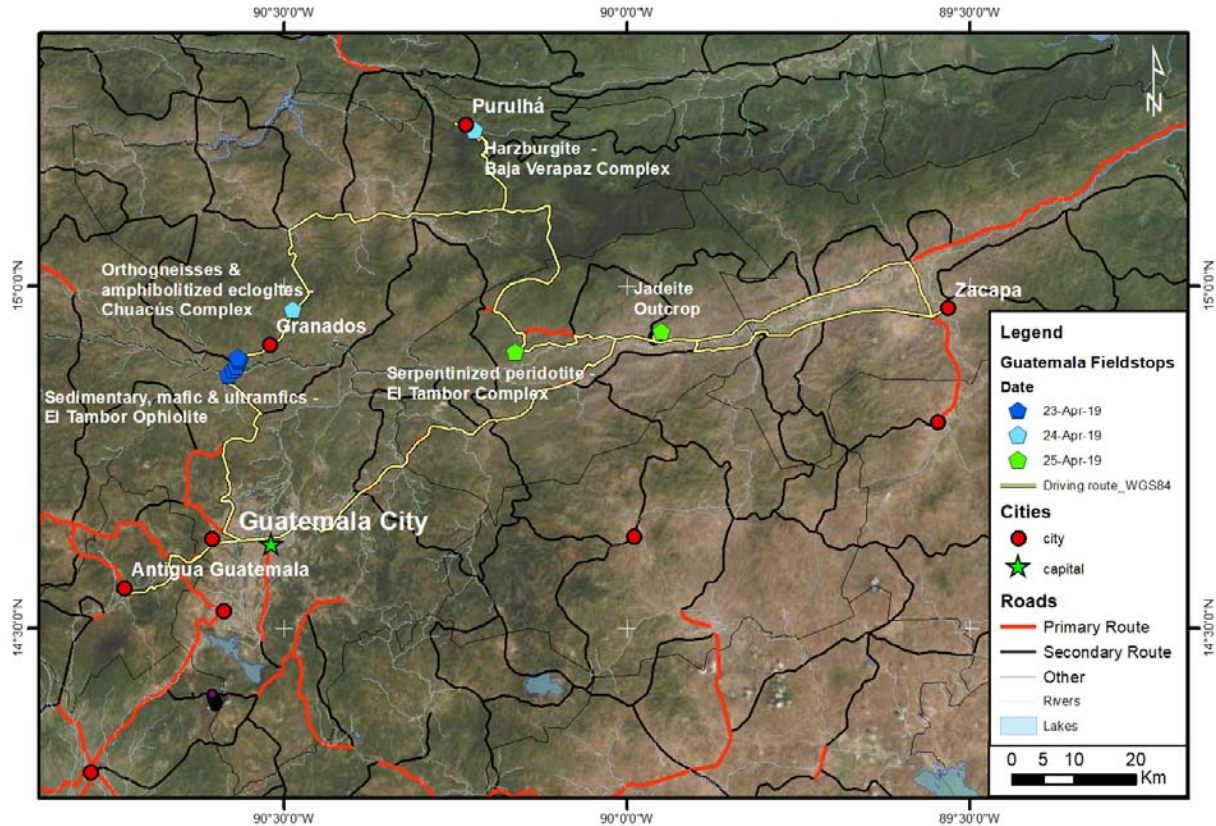 90°30'0"W
90°0'0"W
89°30'0"W
N
Purulhá
Harzburgite -
Baja Verapaz Complex
Orthogneisses &
amphibolitized eclogites -
Chuacús Complex
15°0'0"N
Granados
Jadeite
Outcrop
Zacapa
15°0'0"N
Serpentinized peridotite -
El Tambor Complex
Sedimentary, mafic & ultramfics -
El Tambor Ophiolite
Guatemala City
Antigua Guatemala
14°30'0"N
14°30'0"N
Legend
Guatemala Fieldstops
Date
23-Apr-19
24-Apr-19
25-Apr-19
Driving route_WGS84
Cities
city
capital
Roads
Primary Route
Secondary Route
Other
Rivers
Lakes
0 5 10 20
Km
90°30'0"W
90°0'0"W
89°30'0"W